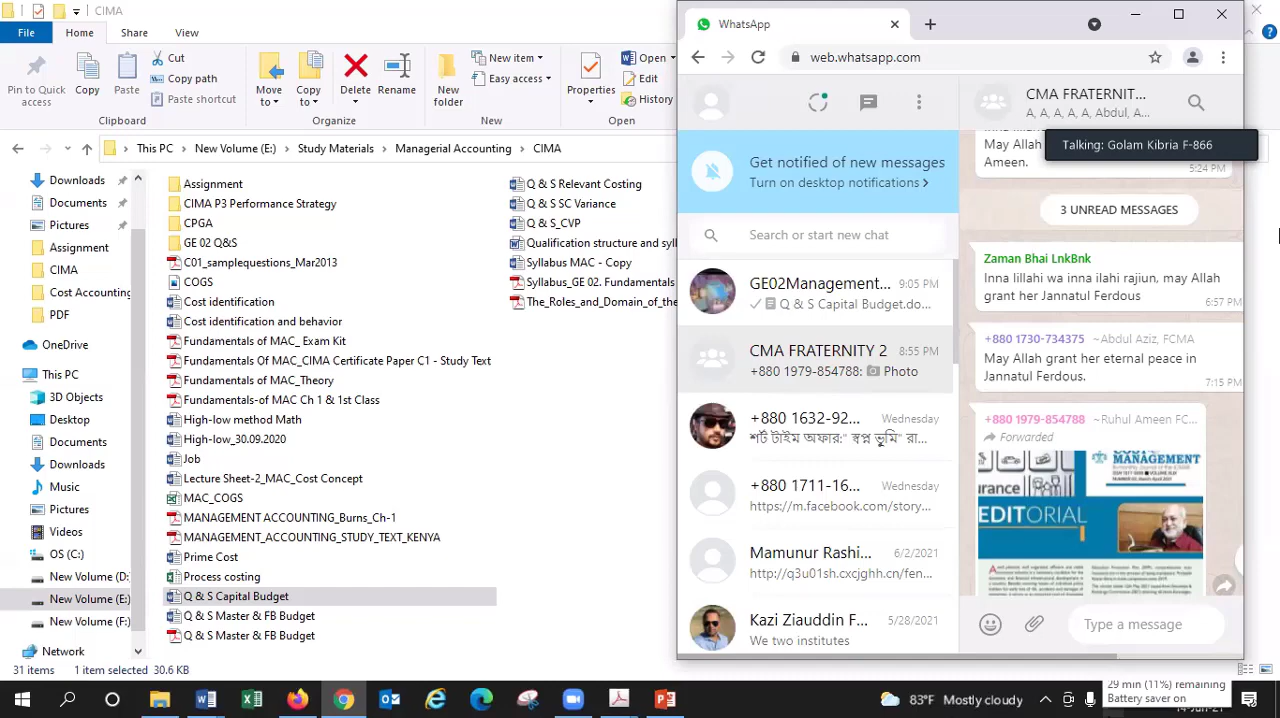 CIMA
File
Home
Share
View
Pin to Quick access
Copy
Paste
Cut
Copy path
Paste shortcut
Clipboard
Move to
Copy to
Delete
Rename
Organize
New folder
New item
Easy access
New
Properties
Open
Edit
History
Open
This PC > New Volume (E:) > Study Materials > Managerial Accounting > CIMA
Downloads
Documents
Pictures
Assignment
CIMA
Cost Accounting
PDF
OneDrive
This PC
3D Objects
Desktop
Documents
Downloads
Music
Pictures
Videos
OS (C:)
New Volume (D:
New Volume (E:)
New Volume (F:)
Network
Assignment
CIMA P3 Performance Strategy
CPGA
GE 02 Q&S
C01_samplequestions_Mar2013
COGS
Cost identification
Cost identification and behavior
Fundamentals of MAC_ Exam Kit
Fundamentals Of MAC_CIMA Certificate Paper C1 - Study Text
Fundamentals of MAC_Theory
Fundamentals-of MAC Ch 1 & 1st Class
High-low method Math
High-low_30.09.2020
Job
Lecture Sheet-2_MAC_Cost Concept
MAC_COGS
MANAGEMENT ACCOUNTING_Burns_Ch-1
MANAGEMENT_ACCOUNTING_STUDY_TEXT_KENYA
Prime Cost
Process costing
Q & S Capital Budget
Q & S Master & FB Budget
Q & S Master & FB Budget
Q & S Relevant Costing
Q & S SC Variance
Q & S_CVP
Qualification structure and syll
Syllabus MAC - Copy
Syllabus_GE 02. Fundamentals
The_Roles_and_Domain_of_the
31 items
1 item selected 30.6 KB
WhatsApp
web.whatsapp.com
Get notified of new messages
Turn on desktop notifications >
Search or start new chat
GE02Management... 9:05 PM
Q & S Capital Budget.do...
CMA FRATERNITY 2 8:55 PM
+880 1979-854788: Photo
+880 1632-92... Wednesday
শর্ট টাইম অফার:" স্বপ্ন ভুমি" রা...
+880 1711-16... Wednesday
https://m.facebook.com/story...
Mamunur Rashi... 6/2/2021
Kazi Ziauddin F... 5/28/2021
We two institutes
CMA FRATERNIT...
A, A, A, A, A, Abdul, A...
Talking: Golam Kibria F-866
May Allah
Ameen.
5:24 PM
3 UNREAD MESSAGES
Zaman Bhai LnkBnk
Inna lillahi wa inna ilahi rajiun, may Allah
grant her Jannatul Ferdous
6:57 PM
+880 1730-734375 ~Abdul Aziz, FCMA
May Allah grant her eternal peace in
Jannatul Ferdous.
7:15 PM
+880 1979-854788 ~Ruhul Ameen FC...
Forwarded
MANAGEMENT
EDITORIAL
Type a message
83°F Mostly cloudy
29 min (11%) remaining
Battery saver on